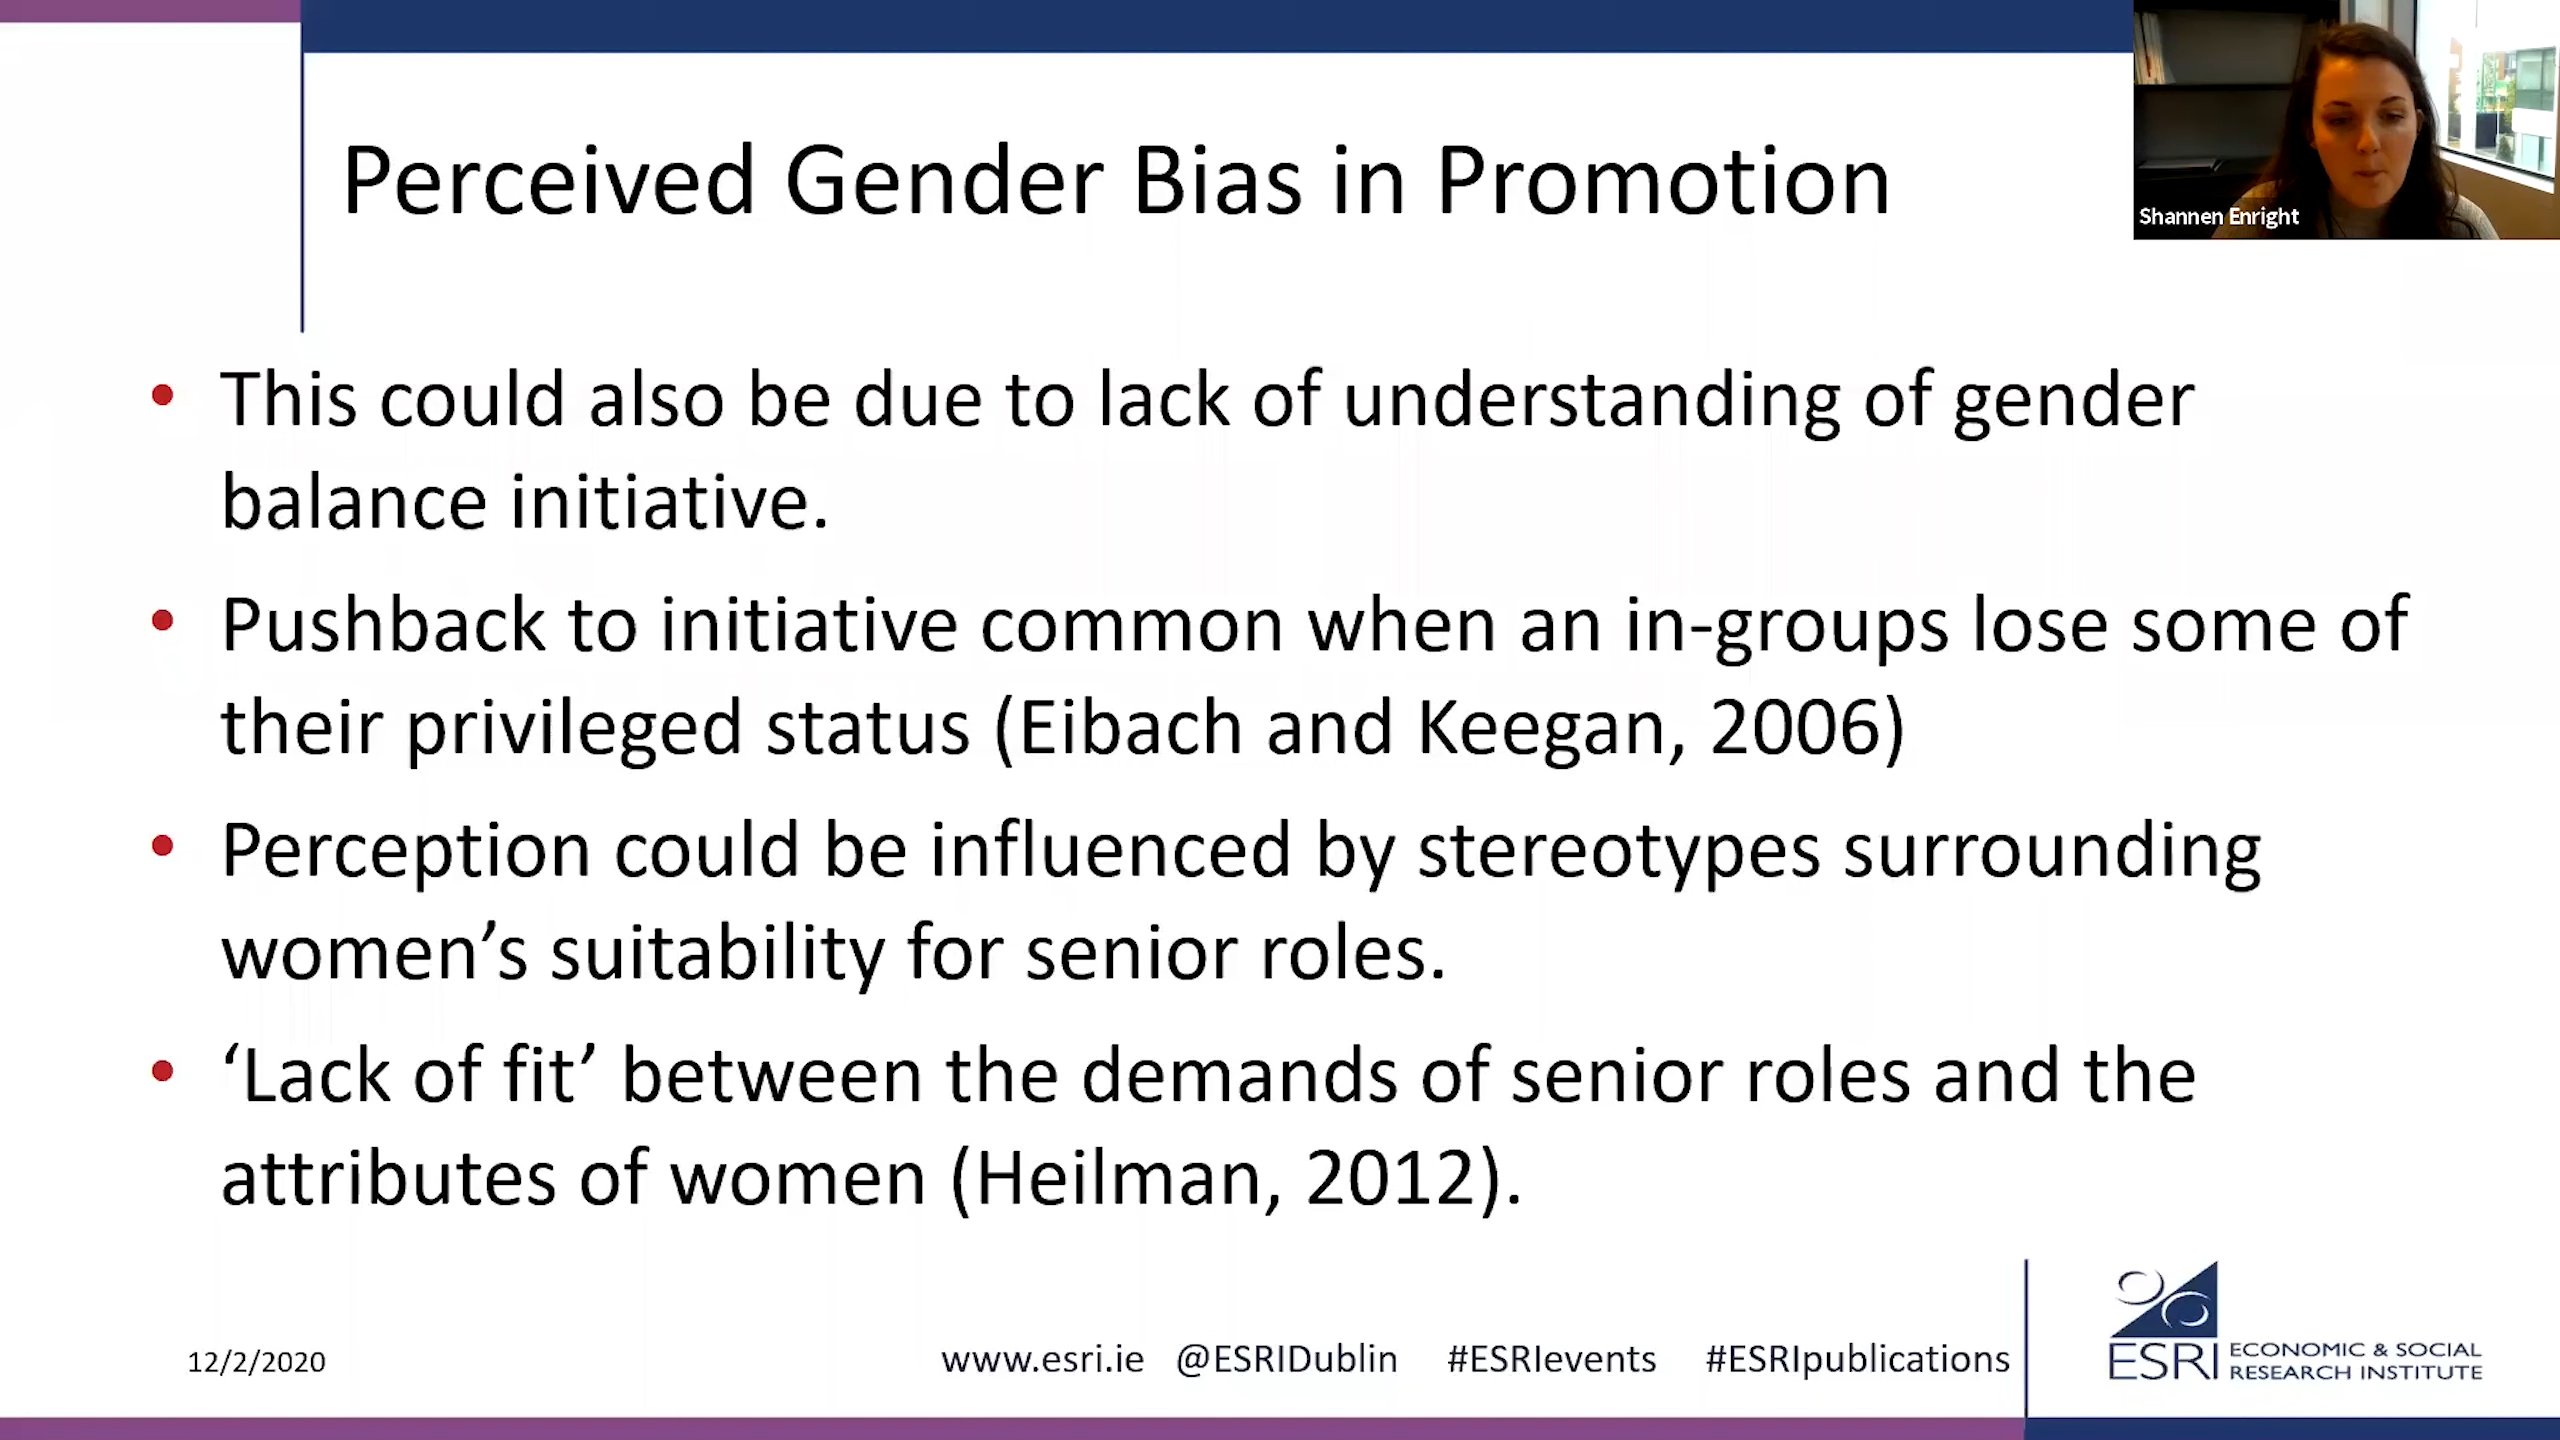 Perceived Gender Bias in Promotion
Shannen Enright
• This could also be due to lack of understanding of gender
balance initiative.
• Pushback to initiative common when an in-groups lose some of
their privileged status (Eibach and Keegan, 2006)
• Perception could be influenced by stereotypes surrounding
women’s suitability for senior roles.
• ‘Lack of fit’ between the demands of senior roles and the
attributes of women (Heilman, 2012).
12/2/2020
www.esri.ie @ESRIDublin #ESRIevents #ESRIpublications
ESRI ECONOMIC & SOCIAL
RESEARCH INSTITUTE